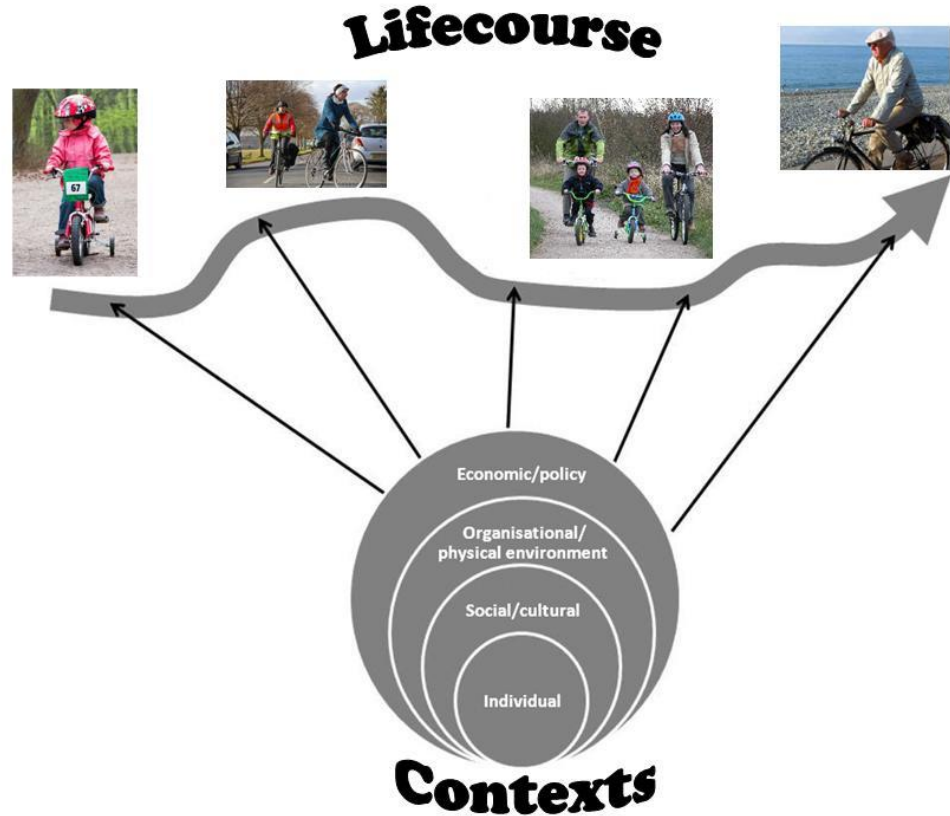 Lifecourse
67
Economic/policy
Organisational/
physical environment
Social/cultural
Individual
Contexts